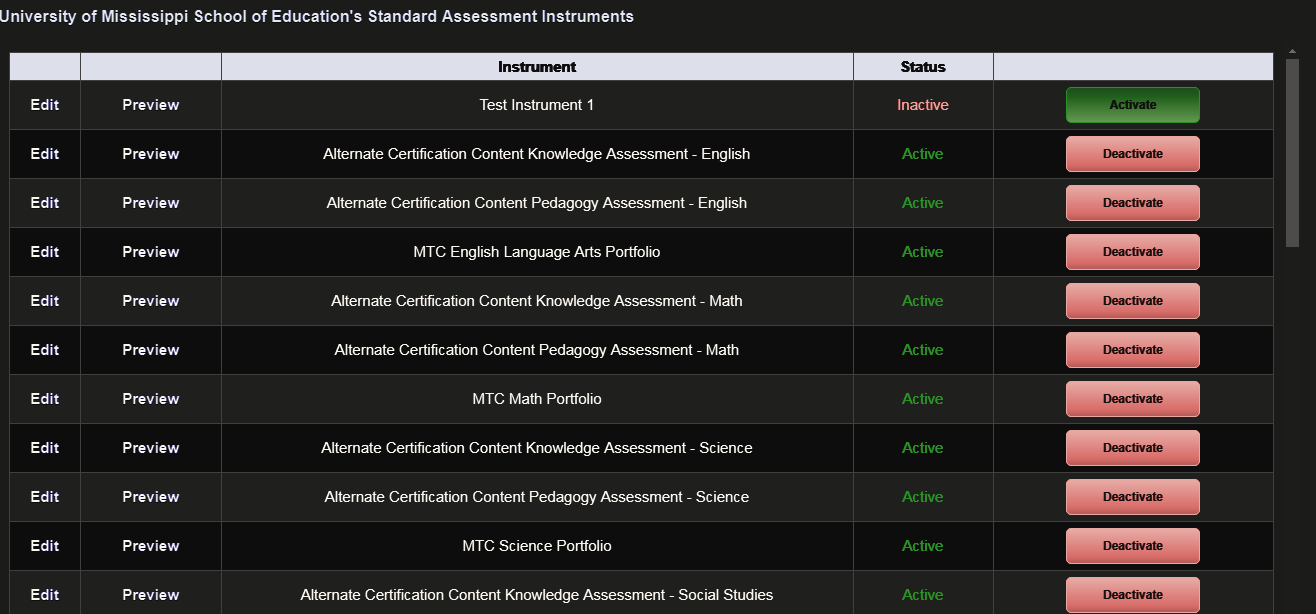 University of Mississippi School of Education's Standard Assessment Instruments
Instrument Status
Edit Preview Test Instrument 1 Inactive Activate
Edit Preview Alternate Certification Content Knowledge Assessment - English Active Deactivate
Edit Preview Alternate Certification Content Pedagogy Assessment - English Active Deactivate
Edit Preview MTC English Language Arts Portfolio Active Deactivate
Edit Preview Alternate Certification Content Knowledge Assessment - Math Active Deactivate
Edit Preview Alternate Certification Content Pedagogy Assessment - Math Active Deactivate
Edit Preview MTC Math Portfolio Active Deactivate
Edit Preview Alternate Certification Content Knowledge Assessment - Science Active Deactivate
Edit Preview Alternate Certification Content Pedagogy Assessment - Science Active Deactivate
Edit Preview MTC Science Portfolio Active Deactivate
Edit Preview Alternate Certification Content Knowledge Assessment - Social Studies Active Deactivate